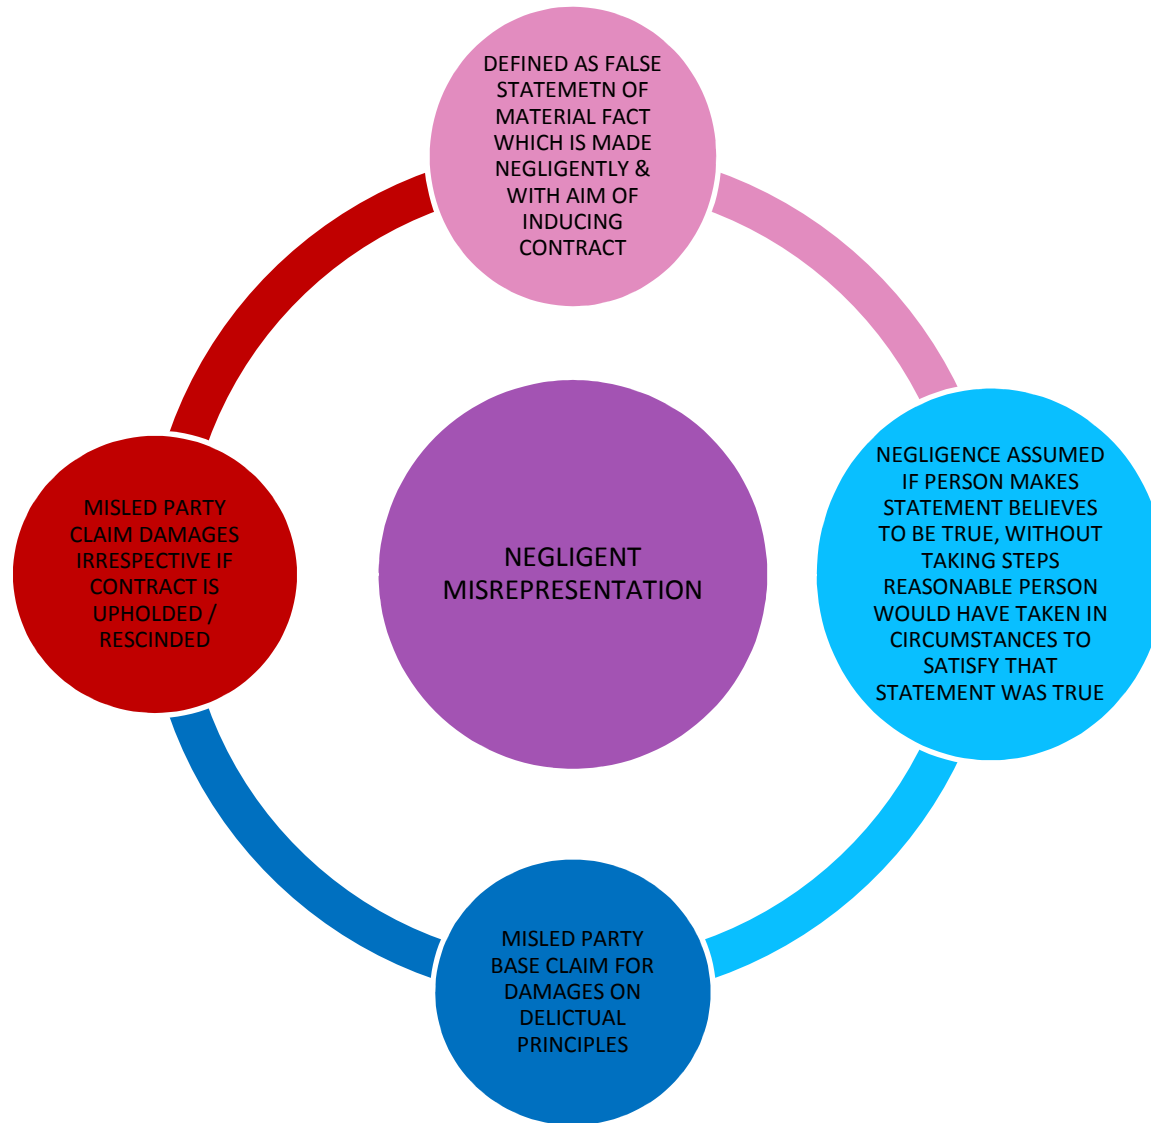 DEFINED AS FALSE
STATEMETN OF
MATERIAL FACT
WHICH IS MADE
NEGLIGENTLY &
WITH AIM OF
INDUCING
CONTRACT
NEGLIGENCE ASSUMED
IF PERSON MAKES
STATEMENT BELIEVES
TO BE TRUE, WITHOUT
TAKING STEPS
REASONABLE PERSON
WOULD HAVE TAKEN IN
CIRCUMSTANCES TO
SATISFY THAT
STATEMENT WAS TRUE
MISLED PARTY
BASE CLAIM FOR
DAMAGES ON
DELICTUAL
PRINCIPLES
MISLED PARTY
CLAIM DAMAGES
IRRESPECTIVE IF
CONTRACT IS
UPHOLDED /
RESCINDED
NEGLIGENT
MISREPRESENTATION